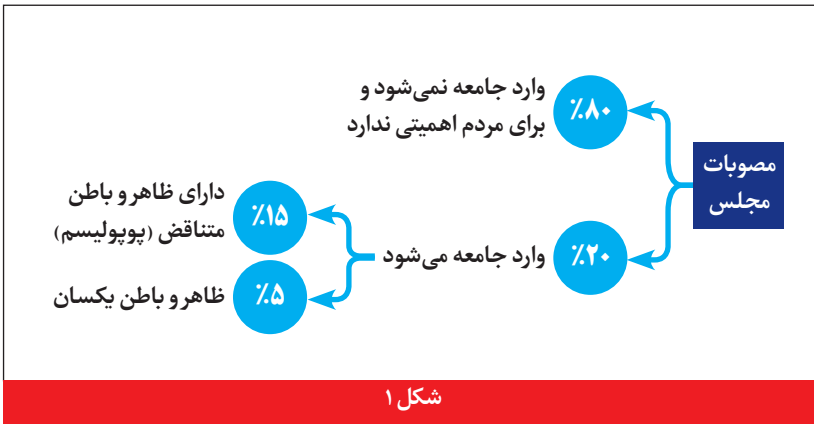 مصوبات
مجلس
٪۸۰
وارد جامعه نمی‌شود و
برای مردم اهمیتی ندارد
٪۲۰
وارد جامعه می‌شود
٪۱۵
دارای ظاهر و باطن
متناقض (پوپولیسم)
٪۵
ظاهر و باطن یکسان
شکل ۱